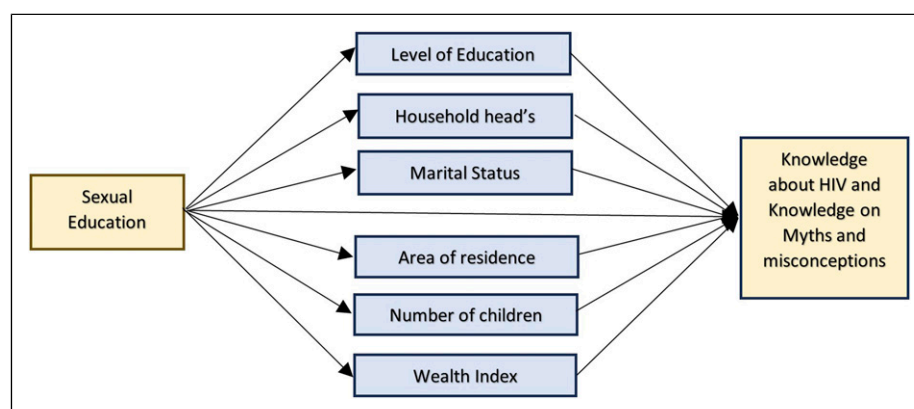 Level of Education
Household head's
Marital Status
Sexual
Education
Area of residence
Number of children
Wealth Index
Knowledge
about HIV and
Knowledge on
Myths and
misconceptions